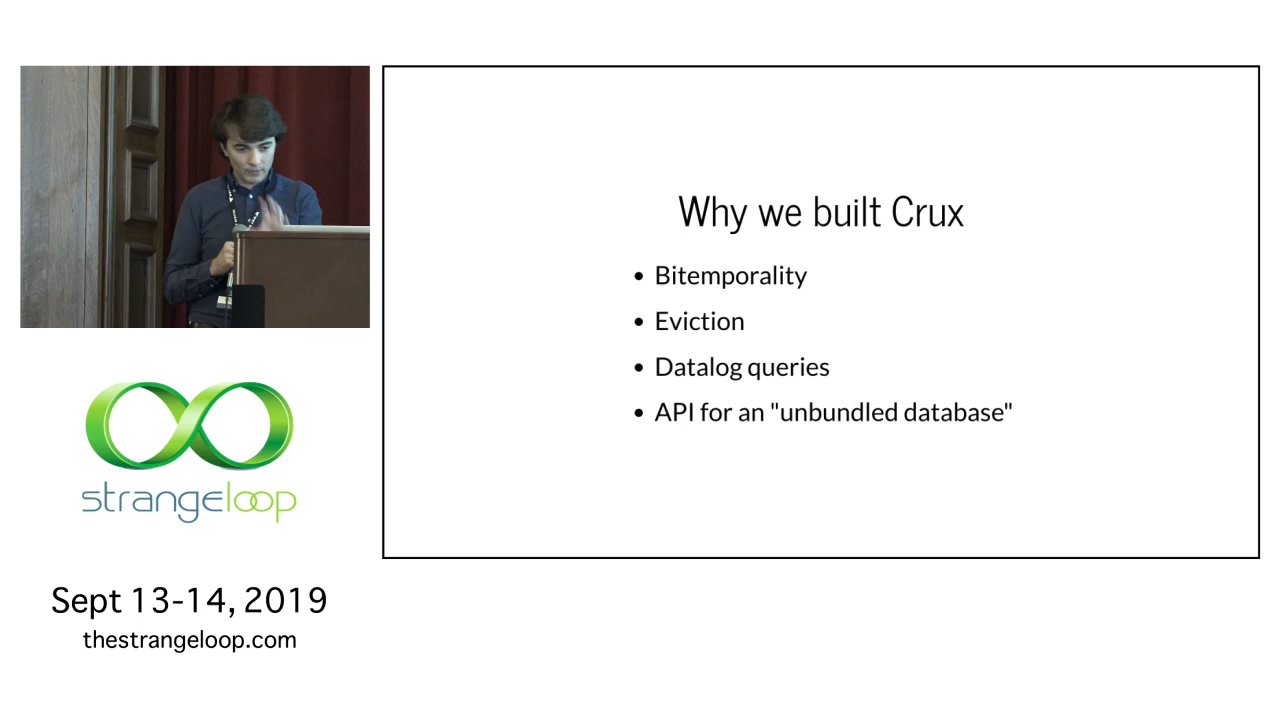 Why we built Crux
• Bitemporality
• Eviction
• Datalog queries
• API for an "unbundled database"
strangeloop
Sept 13-14, 2019
thestrangeloop.com